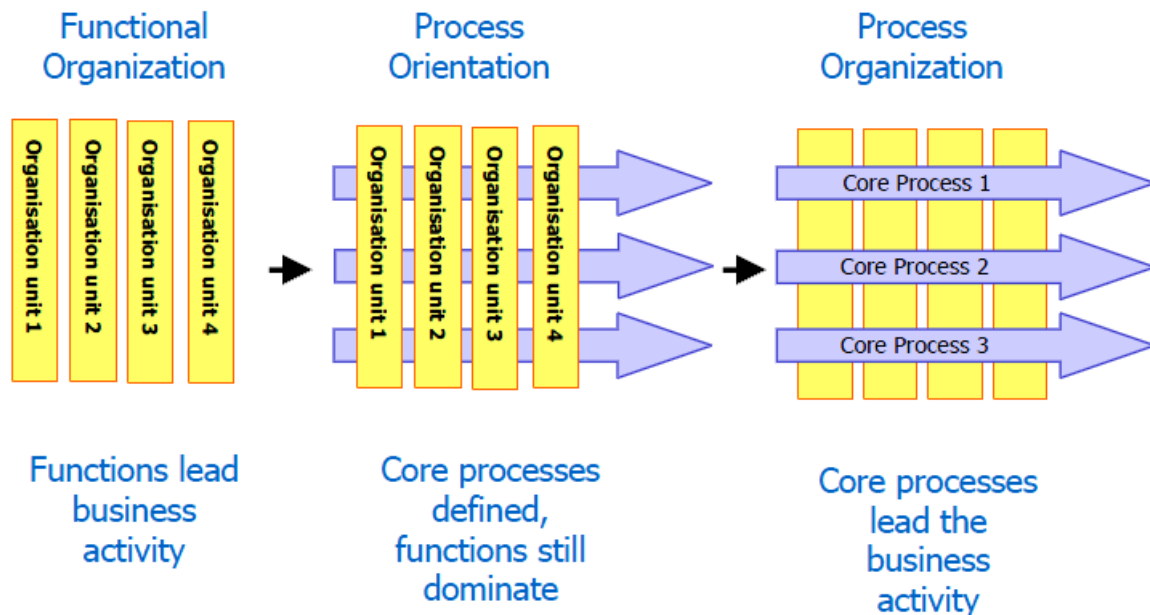 Functional
Organization
Process
Orientation
Process
Organization
Organisation unit 1
Organisation unit 2
Organisation unit 3
Organisation unit 4
Organisation unit 1
Organisation unit 2
Organisation unit 3
Organisation unit 4
Core Process 1
Core Process 2
Core Process 3
Functions lead
business
activity
Core processes
defined,
functions still
dominate
Core processes
lead the
business
activity